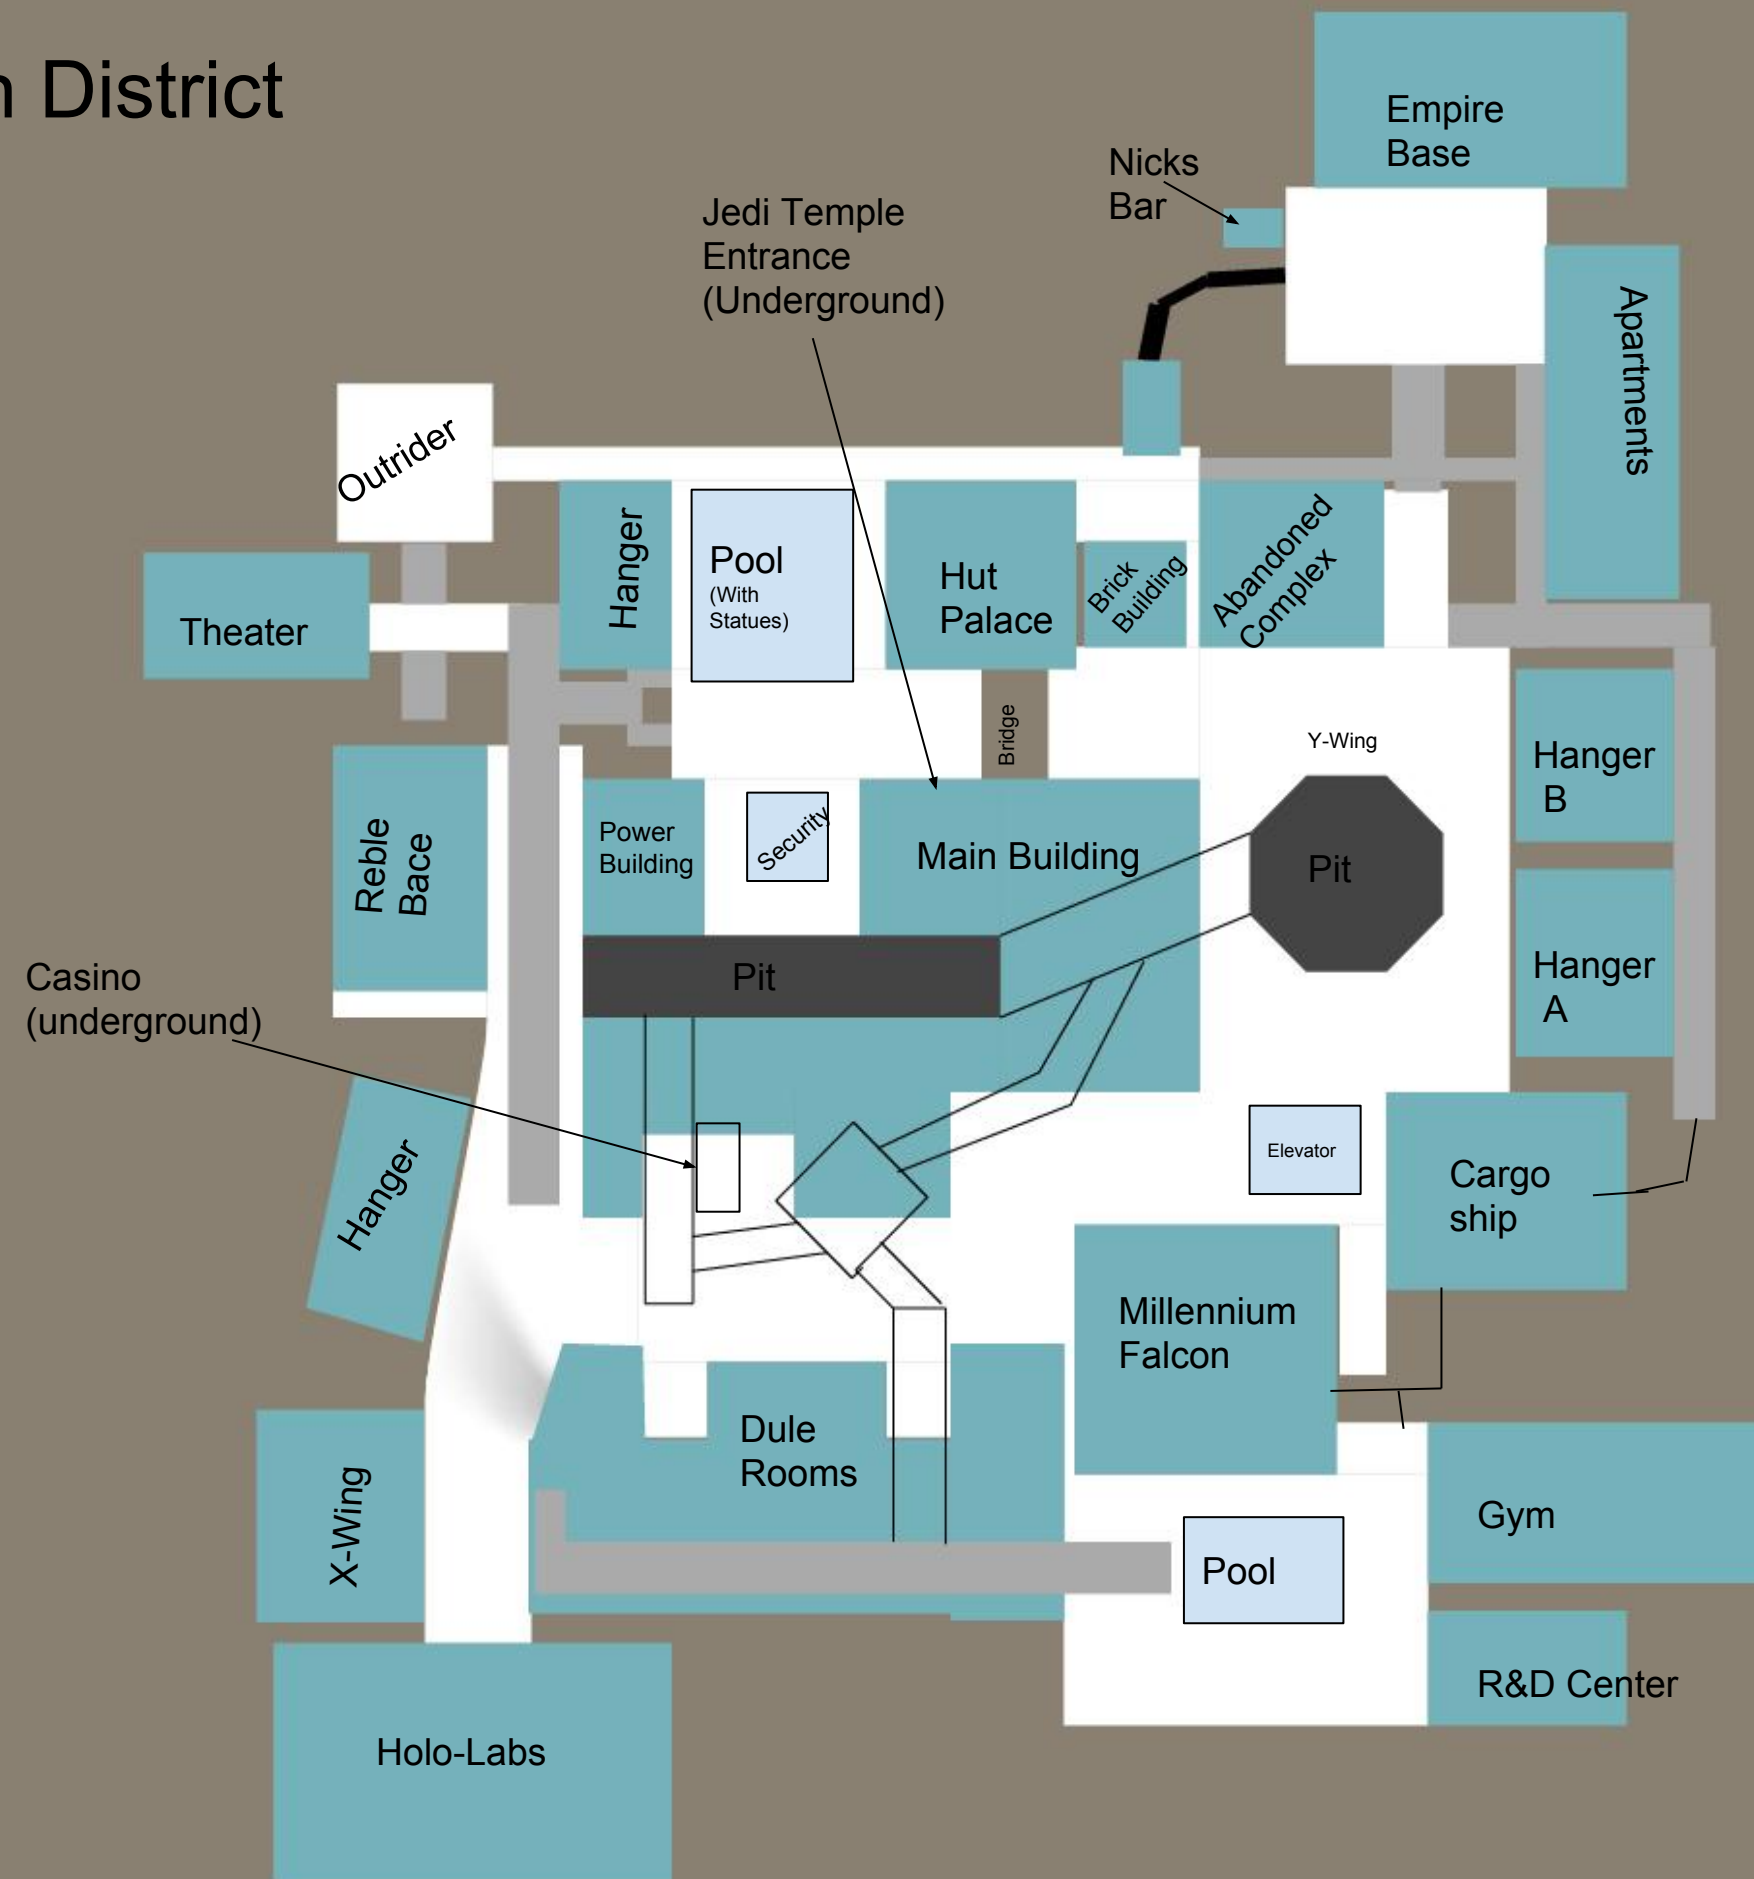 n District
Empire
Base
Nicks
Bar
Jedi Temple
Entrance
(Underground)
Apartments
Outrider
Hanger
Pool
(With
Statues)
Hut
Palace
Brick
Building
Abandoned
Complex
Theater
Bridge
Y-Wing
Hanger
B
Reble
Bace
Power
Building
Security
Main Building
Pit
Pit
Hanger
A
Casino
(underground)
Hanger
Elevator
Cargo
ship
Millennium
Falcon
Dule
Rooms
X-Wing
Gym
Pool
R&D Center
Holo-Labs